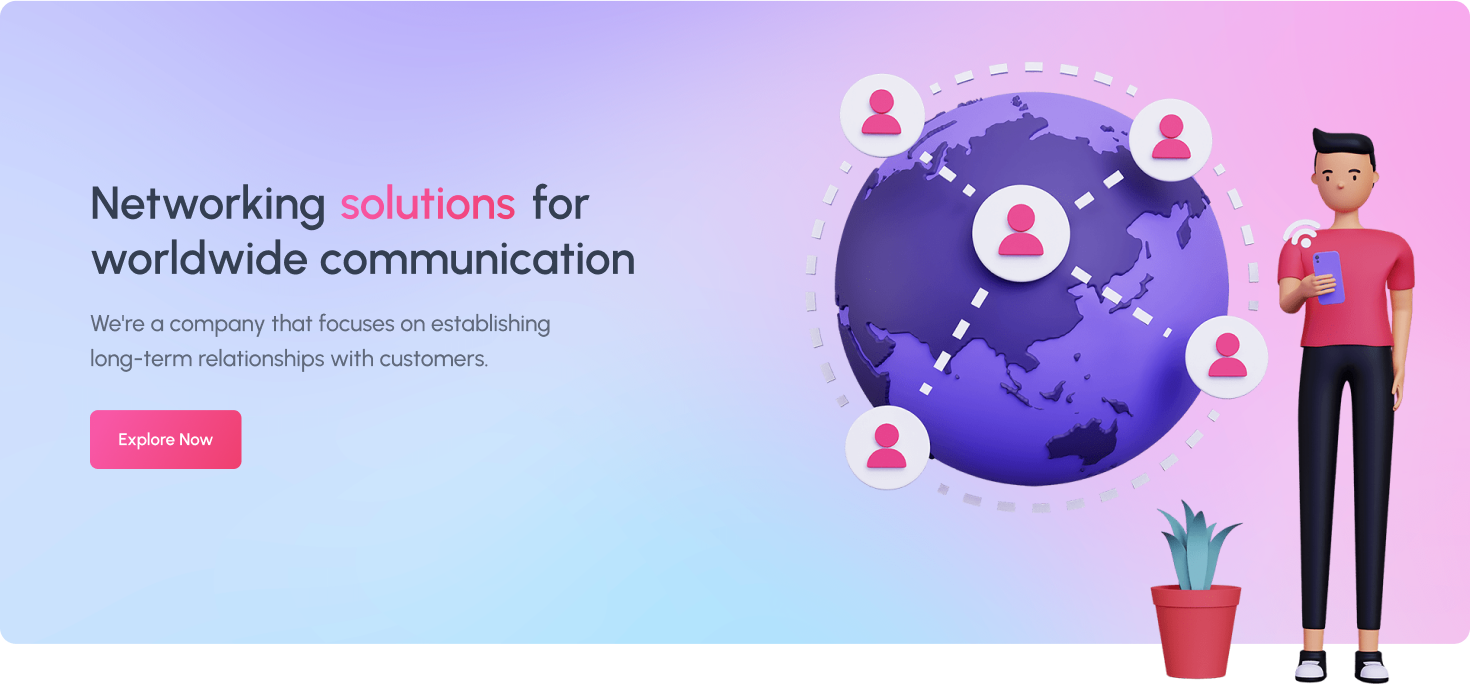 Networking solutions for
worldwide communication
We're a company that focuses on establishing
long-term relationships with customers.
Explore Now